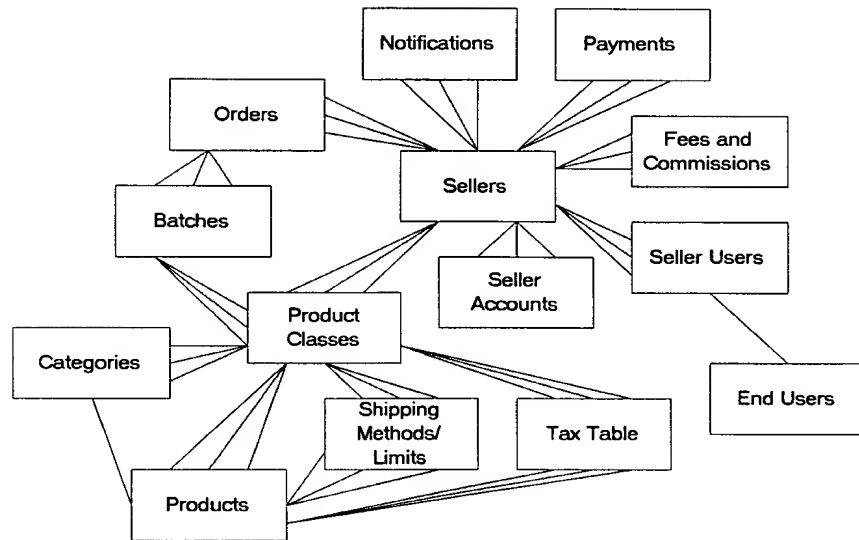 Notifications
Payments
Orders
Fees and
Commissions
Sellers
Batches
Seller Users
Seller
Accounts
Product
Classes
Categories
End Users
Shipping
Methods/
Limits
Tax Table
Products